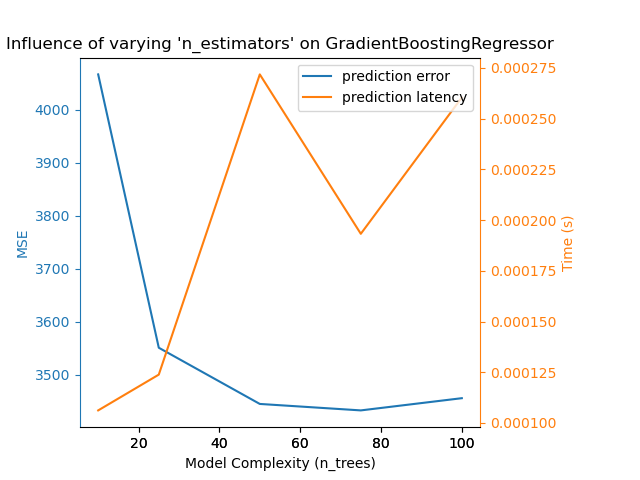 Influence of varying 'n_estimators' on GradientBoostingRegressor
prediction error
prediction latency
4000
3900
3800
3700
3600
3500
MSE
0.000275
0.000250
0.000225
0.000200
0.000175
0.000150
0.000125
0.000100
Time (s)
20 40 60 80 100
Model Complexity (n_trees)